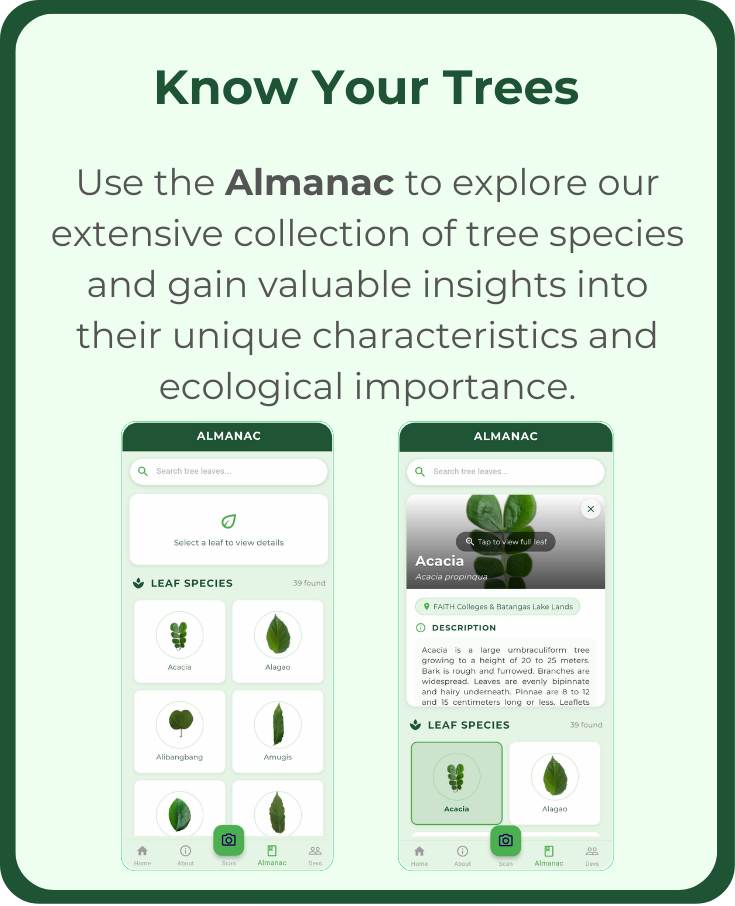 Know Your Trees
Use the Almanac to explore our
extensive collection of tree species
and gain valuable insights into
their unique characteristics and
ecological importance.
ALMANAC
Search tree leaves...
Select a leaf to view details
LEAF SPECIES
39 found
Acacia
Alagao
Alibangbang
Amugis
Home
About
Scan
Almanac
Devs
ALMANAC
Search tree leaves...
Tap to view full leaf
Acacia
Acacia propinqua
FAITH Colleges & Batangas Lake Lands
DESCRIPTION
Acacia is a large umbraculiform tree
growing to a height of 20 to 25 meters.
Bark is rough and furrowed. Branches are
widespread. Leaves are evenly bipinnate
and hairy underneath. Pinnae are 8 to 12
and 15 centimeters long or less. Leaflets
LEAF SPECIES
39 found
Acacia
Alagao
Home
About
Scan
Almanac
Devs